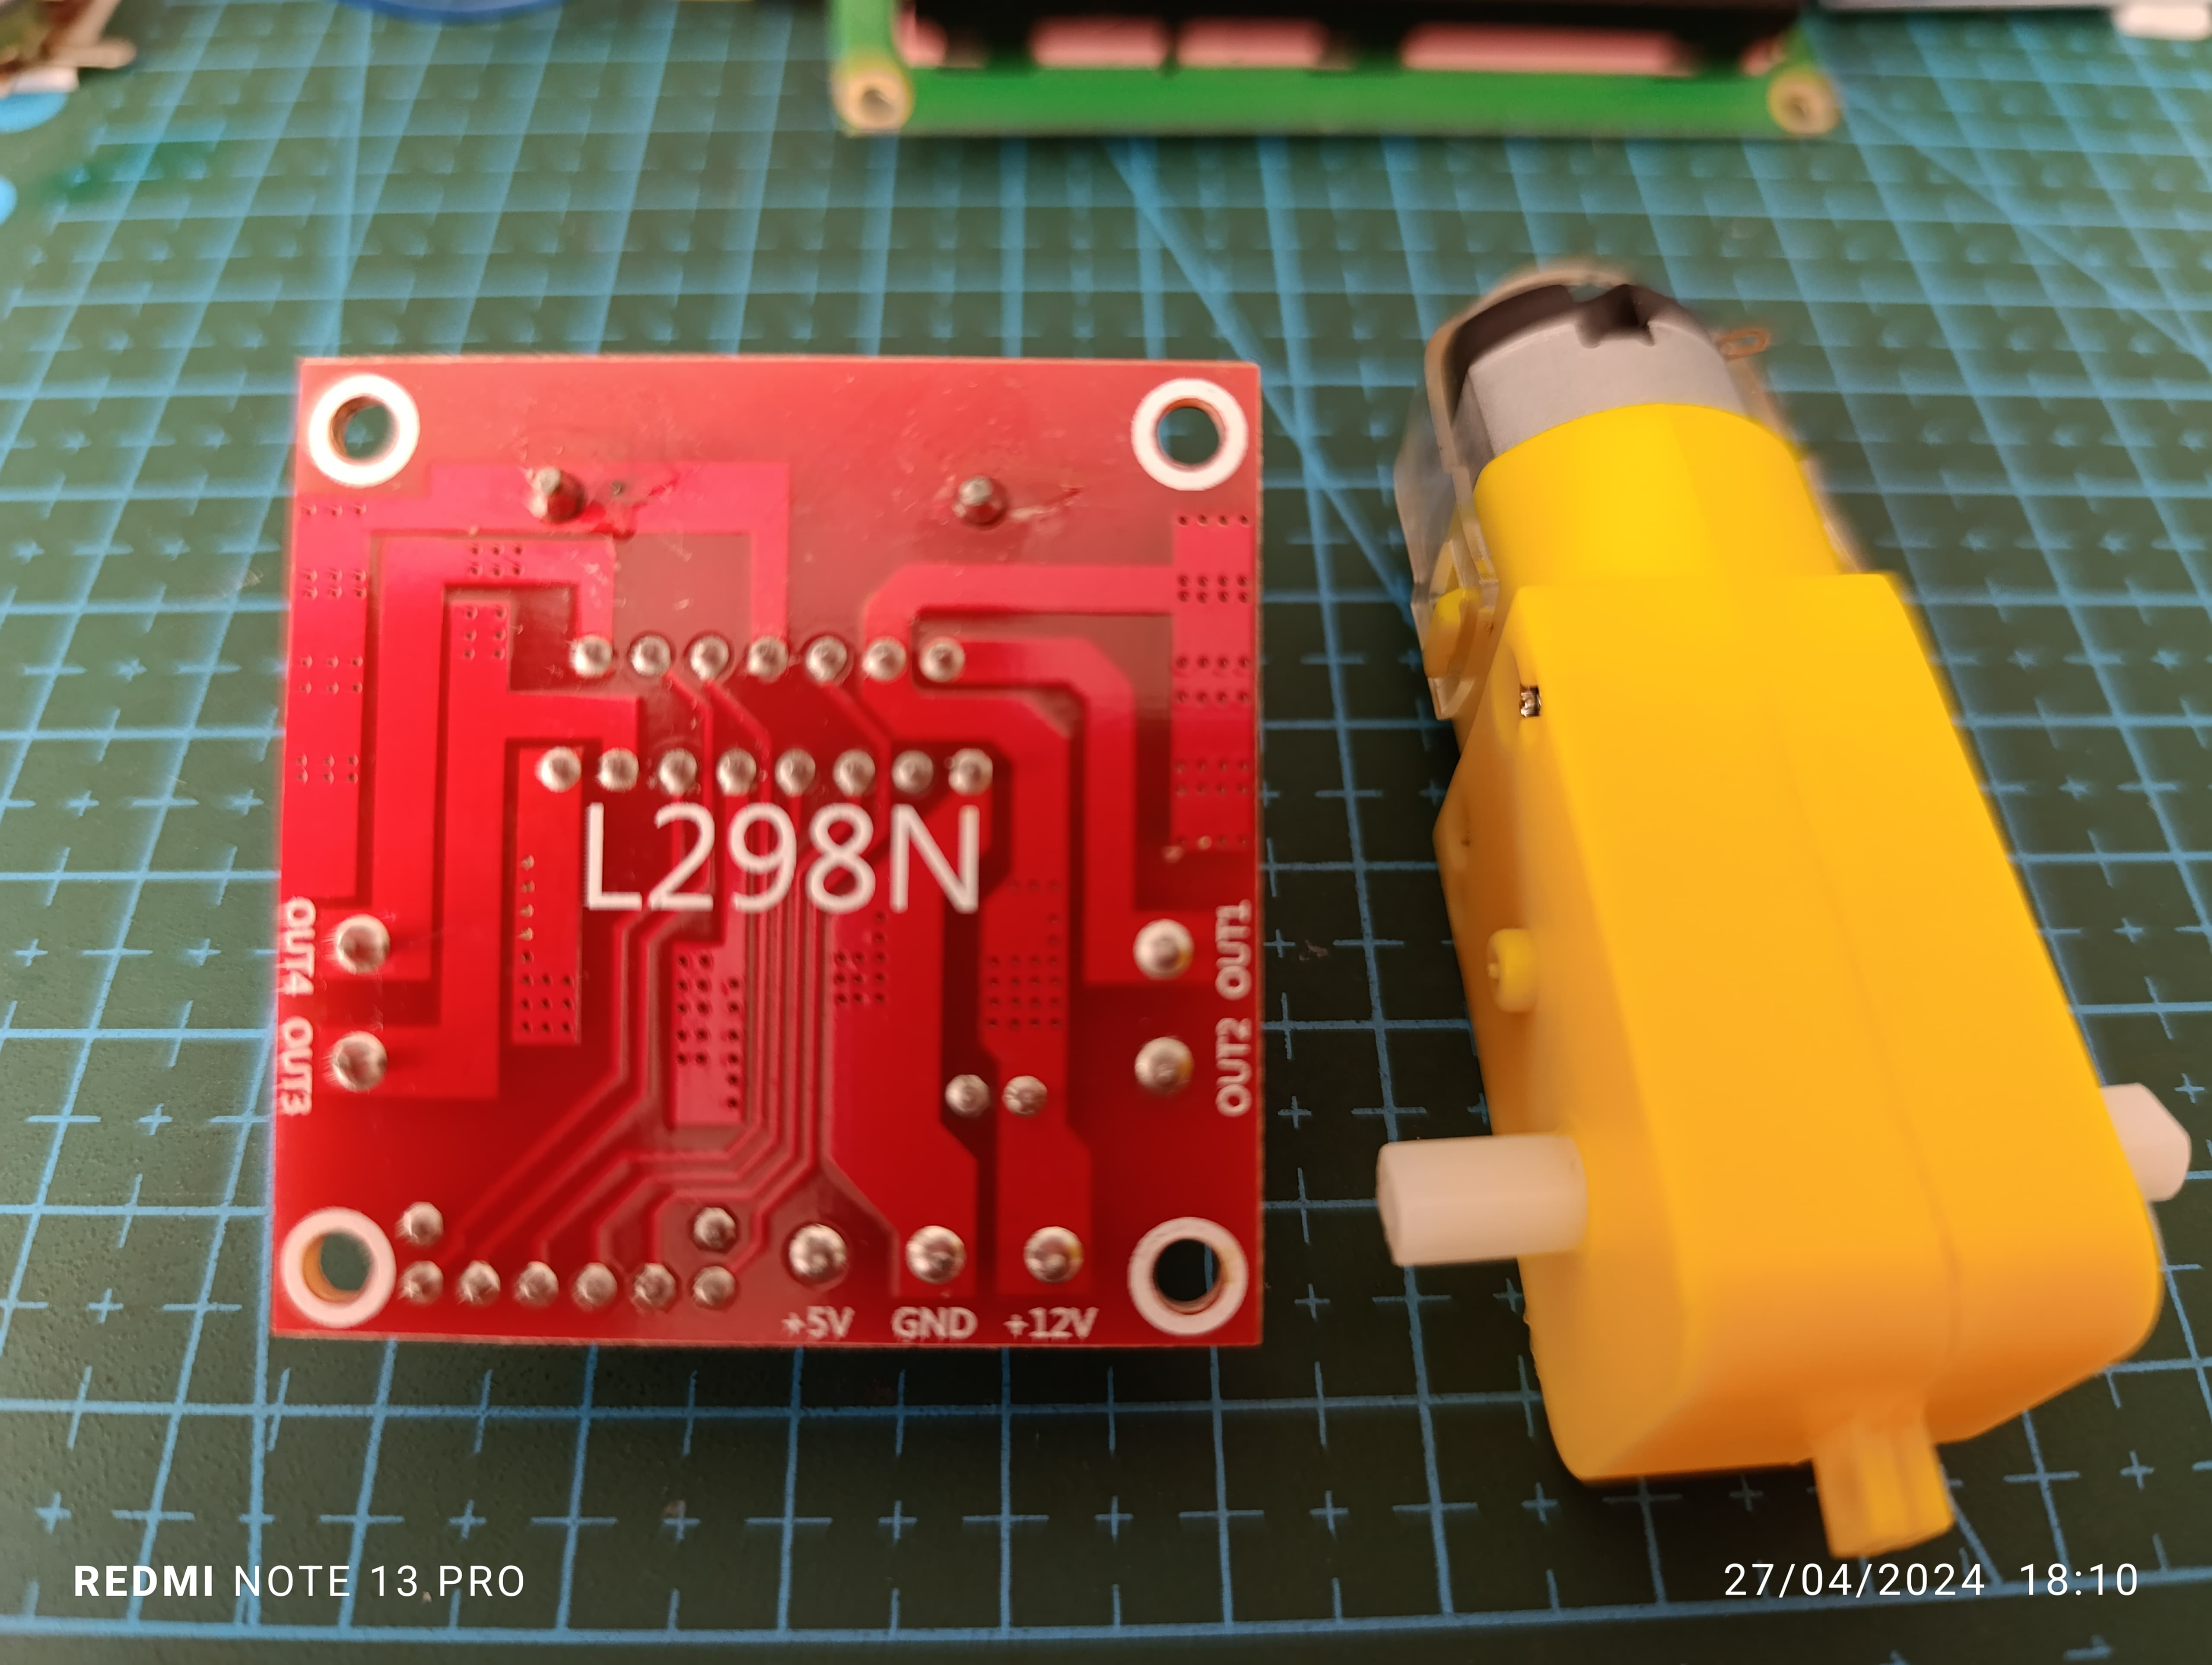 L298N
OUT4 OUT3
OUT2 OUT1
+5V GND +12V
REDMI NOTE 13 PRO
27/04/2024 18:10